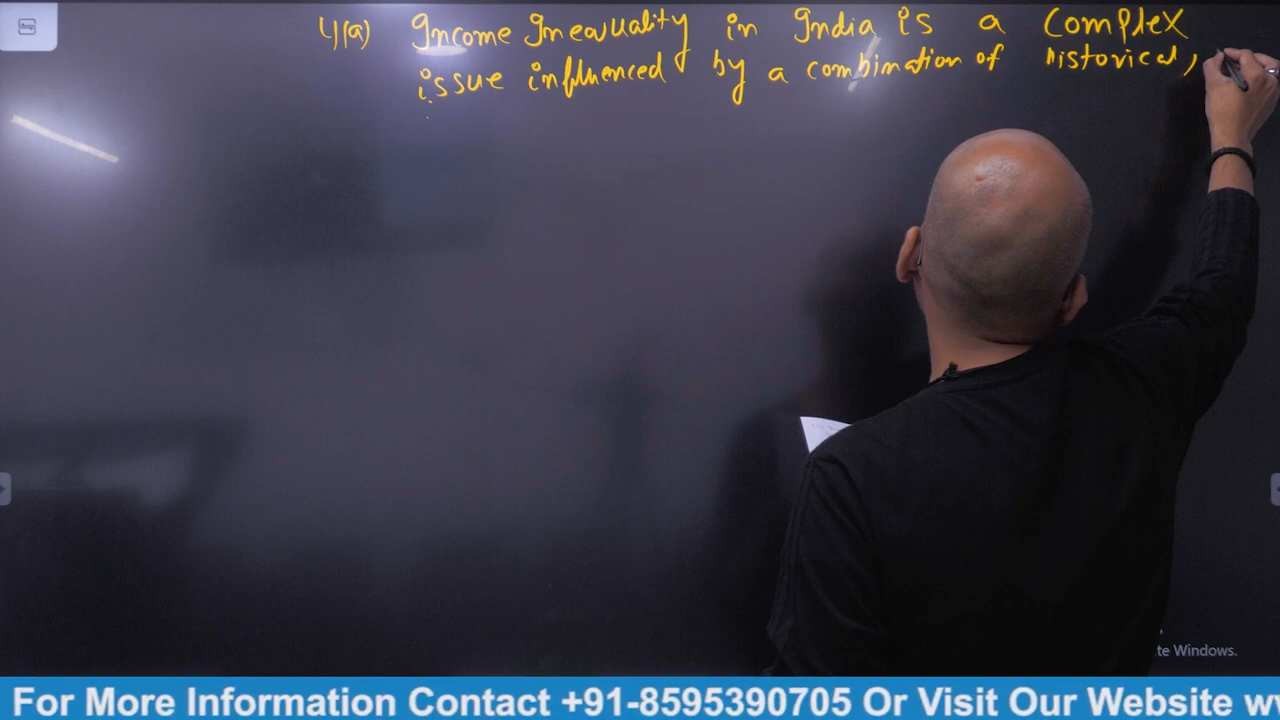 4)(a) Income Inequality in India is a Complex
issue influenced by a combination of historical,
te Windows.
For More Information Contact +91-8595390705 Or Visit Our Website w